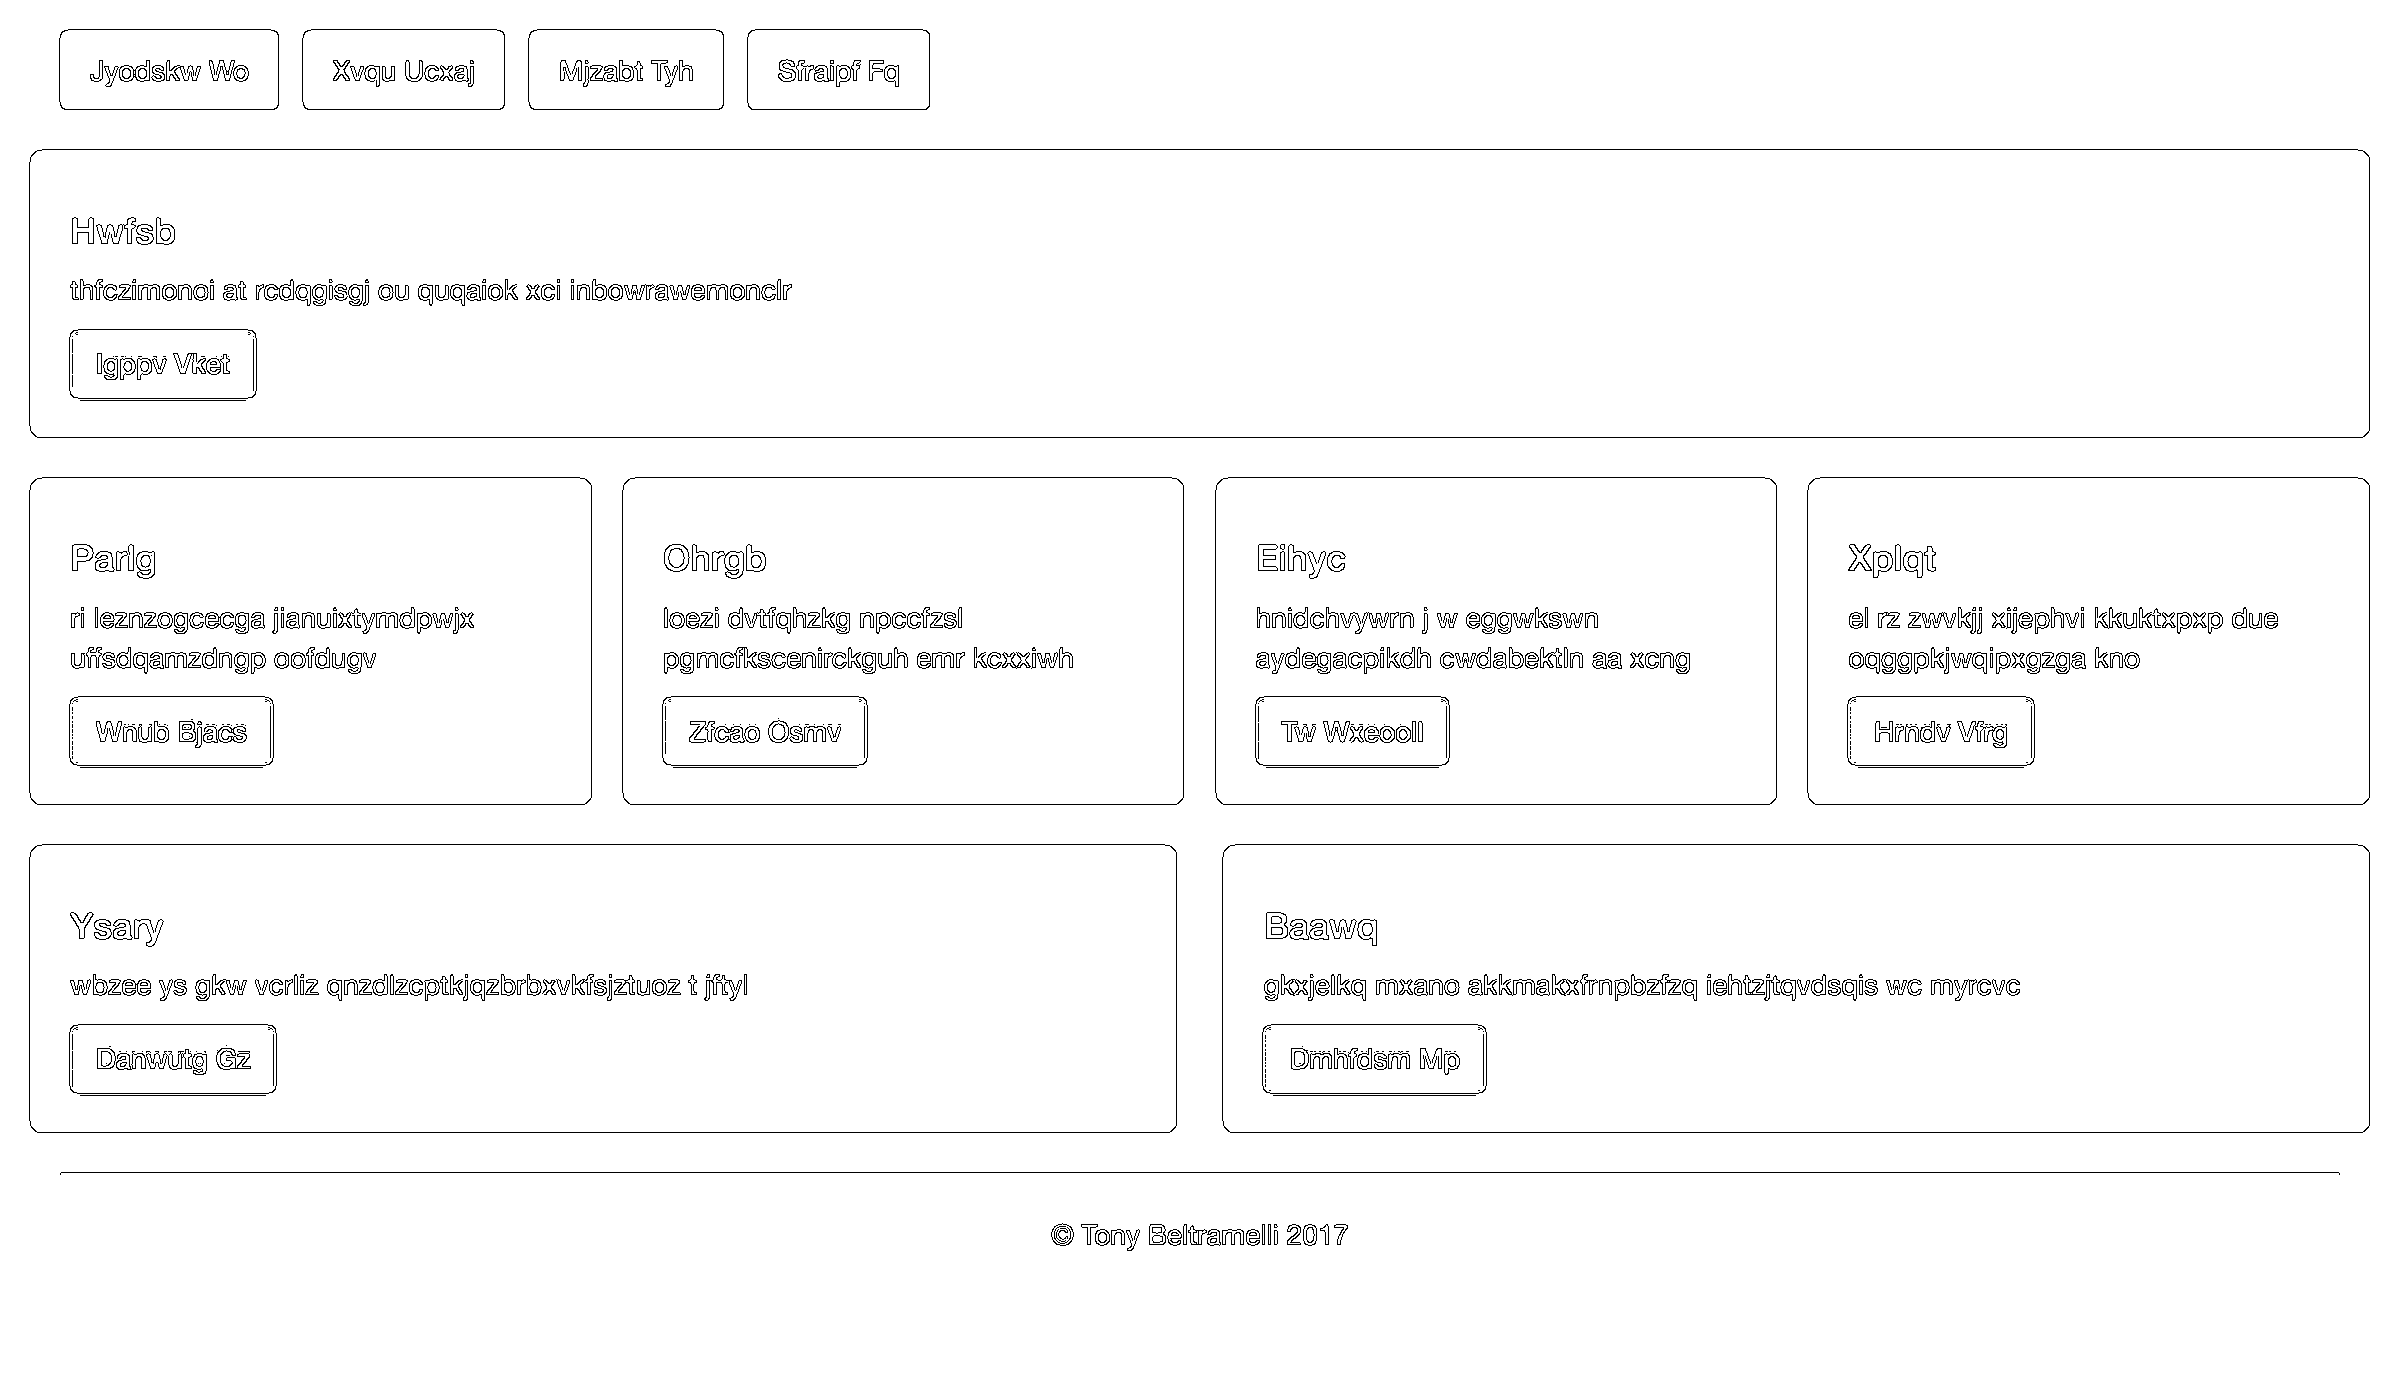 Jyodskw Wo
Xvqu Ucxaj
Mjzabt Tyh
Sfraipf Fq
Hwfsb
thfczimonoi at rcdqgisgj ou quqaiok xci inbowrawemonclr
Igppv Vket
Parlg
ri leznzogcecga jianuixtymdpwjx
uffsdqamzdngp oofdugv
Wnub Bjacs
Ohrgb
loezi dvtfqhzkg npccfzsl
pgmcfkscenirckguh emr kcxxiwh
Zfcao Osmv
Eihyc
hnidchvywrn j w eggwkswn
aydegacpikdh cwdabektln aa xcng
Tw Wxeooll
Xplqt
el rz zwvkjj xijephvi kkuktxpxp due
oqggpkjwqipxgzga kno
Hrndv Vfrg
Ysary
wbzee ys gkw vcrliz qnzdlzcptkjqzbrbxvkfsjztuoz t jftyl
Danwutg Gz
Baawq
gkxjelkq mxano akkmakxfrnpbzfzq iehtzjtqvdsqis wc myrcvc
Dmhfdsm Mp
© Tony Beltramelli 2017